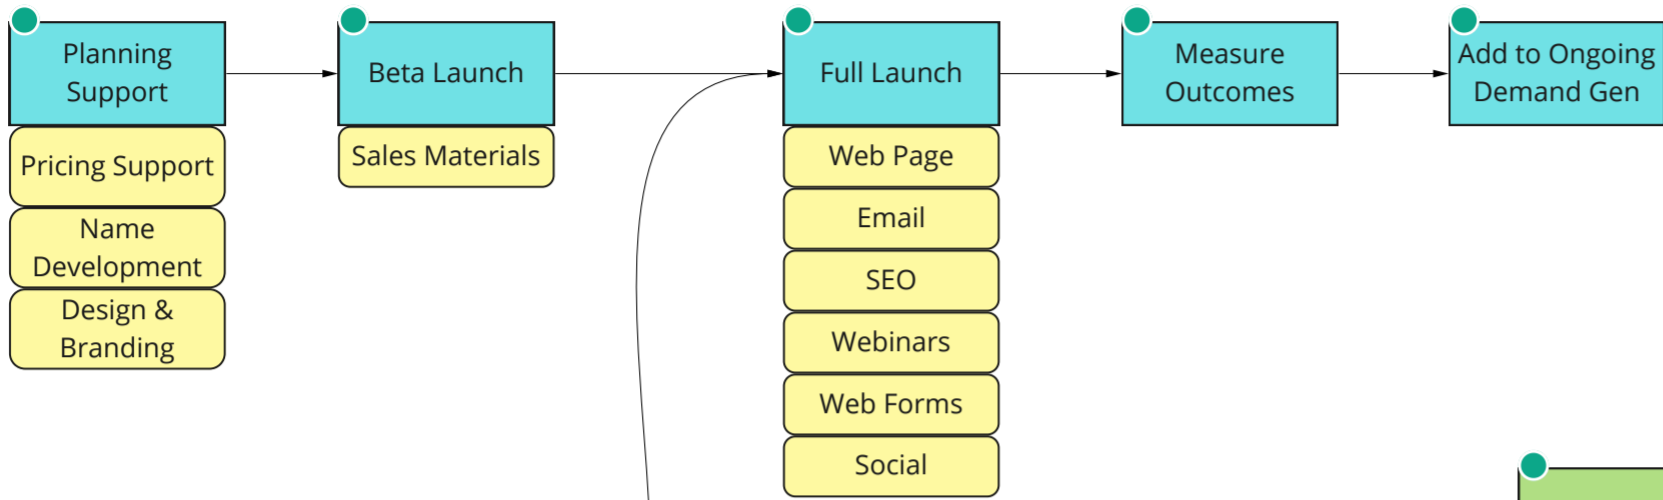 Planning
Support
Beta Launch
Full Launch
Measure
Outcomes
Add to Ongoing
Demand Gen
Pricing Support
Name
Development
Design &
Branding
Sales Materials
Web Page
Email
SEO
Webinars
Web Forms
Social